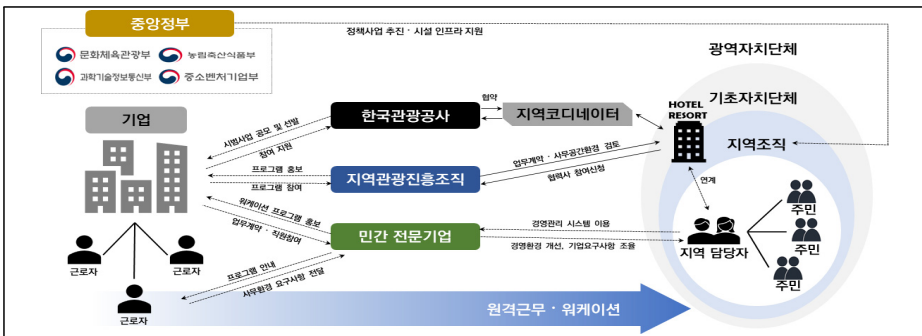 중앙정부
문화체육관광부
농림축산식품부
과학기술정보통신부
중소벤처기업부
정책사업 추진 · 시설 인프라 지원
광역자치단체
기초자치단체
지역조직
HOTEL
RESORT
기업
한국관광공사
협약
지역코디네이터
시범사업 공모 및 선발
참여 지원
프로그램 홍보
프로그램 참여
지역관광진흥조직
업무계약 · 사무공간환경 검토
협력사 참여신청
연계
워케이션 프로그램 홍보
업무계약 · 직원참여
민간 전문기업
경영관리 시스템 이용
경영환경 개선, 기업요구사항 조율
지역 담당자
주민
주민
주민
근로자
근로자
근로자
프로그램 안내
사무환경 요구사항 전달
원격근무 · 워케이션